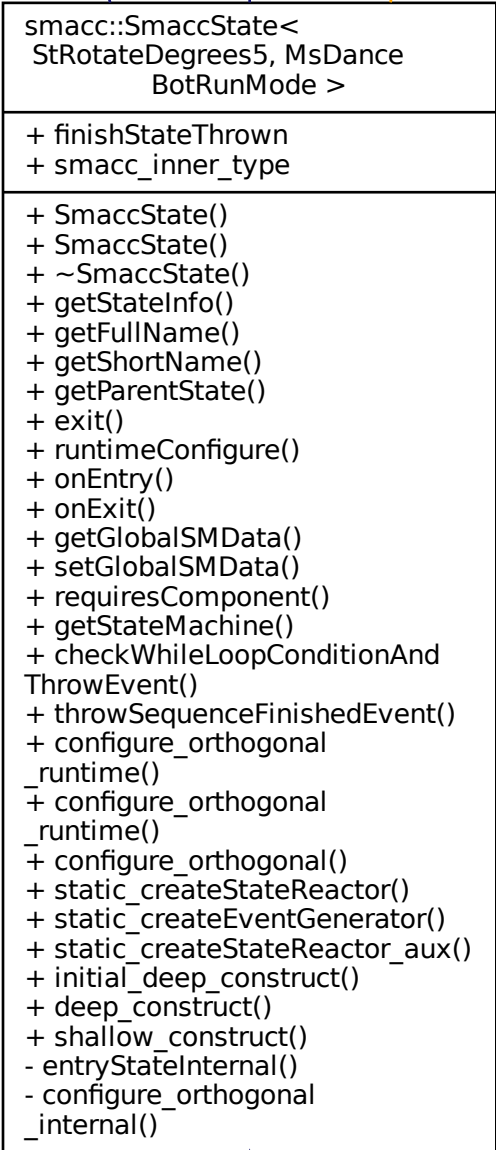 smacc::SmaccState<
StRotateDegrees5, MsDance
BotRunMode >
+ finishStateThrown
+ smacc_inner_type
+ SmaccState()
+ SmaccState()
+ ~SmaccState()
+ getStateInfo()
+ getFullName()
+ getShortName()
+ getParentState()
+ exit()
+ runtimeConfigure()
+ onEntry()
+ onExit()
+ getGlobalSMData()
+ setGlobalSMData()
+ requiresComponent()
+ getStateMachine()
+ checkWhileLoopConditionAnd
ThrowEvent()
+ throwSequenceFinishedEvent()
+ configure_orthogonal
_runtime()
+ configure_orthogonal
_runtime()
+ configure_orthogonal()
+ static_createStateReactor()
+ static_createEventGenerator()
+ static_createStateReactor_aux()
+ initial_deep_construct()
+ deep_construct()
+ shallow_construct()
- entryStateInternal()
- configure_orthogonal
_internal()